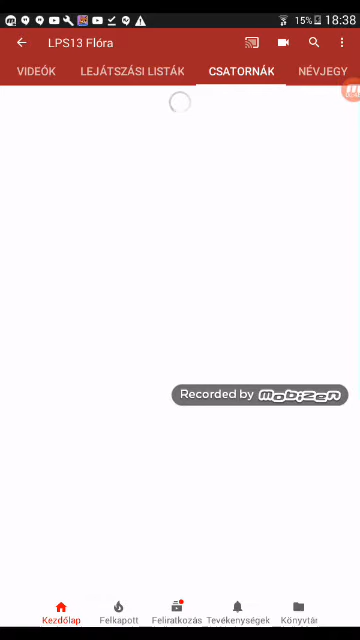 15% 18:38
LPS13 Flóra
VIDEÓK LEJÁTSZÁSI LISTÁK CSATORNÁK NÉVJEGY
Recorded by mobizen
Kezdőlap Felkapott Feliratkozás Tevékenységek Könyvtár